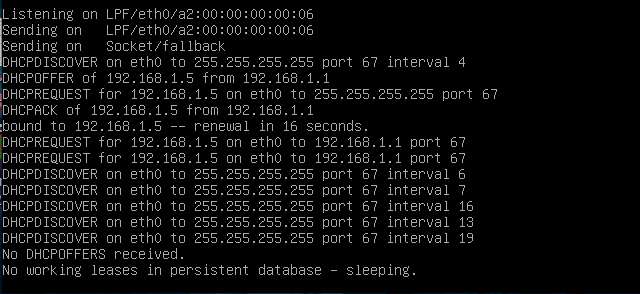 Listening on LPF/eth0/a2:00:00:00:00:06
Sending on   LPF/eth0/a2:00:00:00:00:06
Sending on   Socket/fallback
DHCPDISCOVER on eth0 to 255.255.255.255 port 67 interval 4
DHCPOFFER of 192.168.1.5 from 192.168.1.1
DHCPREQUEST for 192.168.1.5 on eth0 to 255.255.255.255 port 67
DHCPACK of 192.168.1.5 from 192.168.1.1
bound to 192.168.1.5 -- renewal in 16 seconds.
DHCPREQUEST for 192.168.1.5 on eth0 to 192.168.1.1 port 67
DHCPREQUEST for 192.168.1.5 on eth0 to 192.168.1.1 port 67
DHCPDISCOVER on eth0 to 255.255.255.255 port 67 interval 6
DHCPDISCOVER on eth0 to 255.255.255.255 port 67 interval 7
DHCPDISCOVER on eth0 to 255.255.255.255 port 67 interval 16
DHCPDISCOVER on eth0 to 255.255.255.255 port 67 interval 13
DHCPDISCOVER on eth0 to 255.255.255.255 port 67 interval 19
No DHCPOFFERS received.
No working leases in persistent database - sleeping.